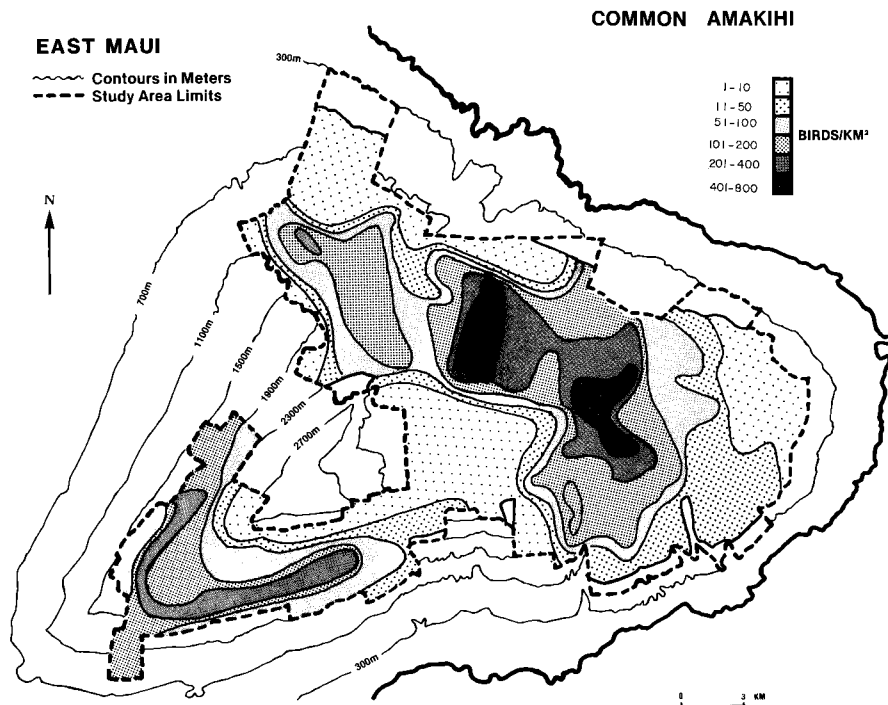 COMMON AMAKIHI
EAST MAUI
Contours in Meters
Study Area Limits
300m
1-10
11-50
51-100
101-200
201-400
401-800
BIRDS/KM²
N
700m
1100m
1500m
1900m
2300m
2700m
300m
0 3 KM